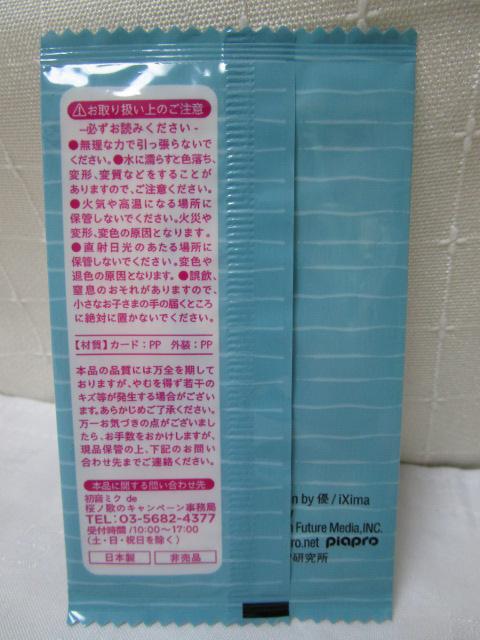 ⚠お取り扱い上のご注意
-必ずお読みください-
●無理な力で引っ張らないで
ください。●水に濡らすと色落ち、
変形、変質などをすることが
ありますので、ご注意ください。
●火気や高温になる場所に
保管しないでください。火災や
変形、変色の原因となります。
●直射日光のあたる場所に
保管しないでください。変色や
退色の原因となります。●誤飲、
窒息のおそれがありますので、
小さなお子さまの手の届くところ
に絶対に置かないでください。
【材質】カード:PP 外装:PP
本品の品質には万全を期して
おりますが、やむを得ず若干の
キズ等が発生する場合がござい
ます。あらかじめご了承ください。
万一お気づきの点がございまし
たら、お手数をおかけしますが、
現品保管の上、下記のお問い
合わせ先までご連絡ください。
本品に関する問い合わせ先
初音ミク de
桜ノ歌のキャンペーン事務局
TEL:03-5682-4377
受付時間/10:00~17:00
(土・日・祝日を除く)
日本製 非売品
by 優/iXima
Future Media,INC.
.net piapro
研究所